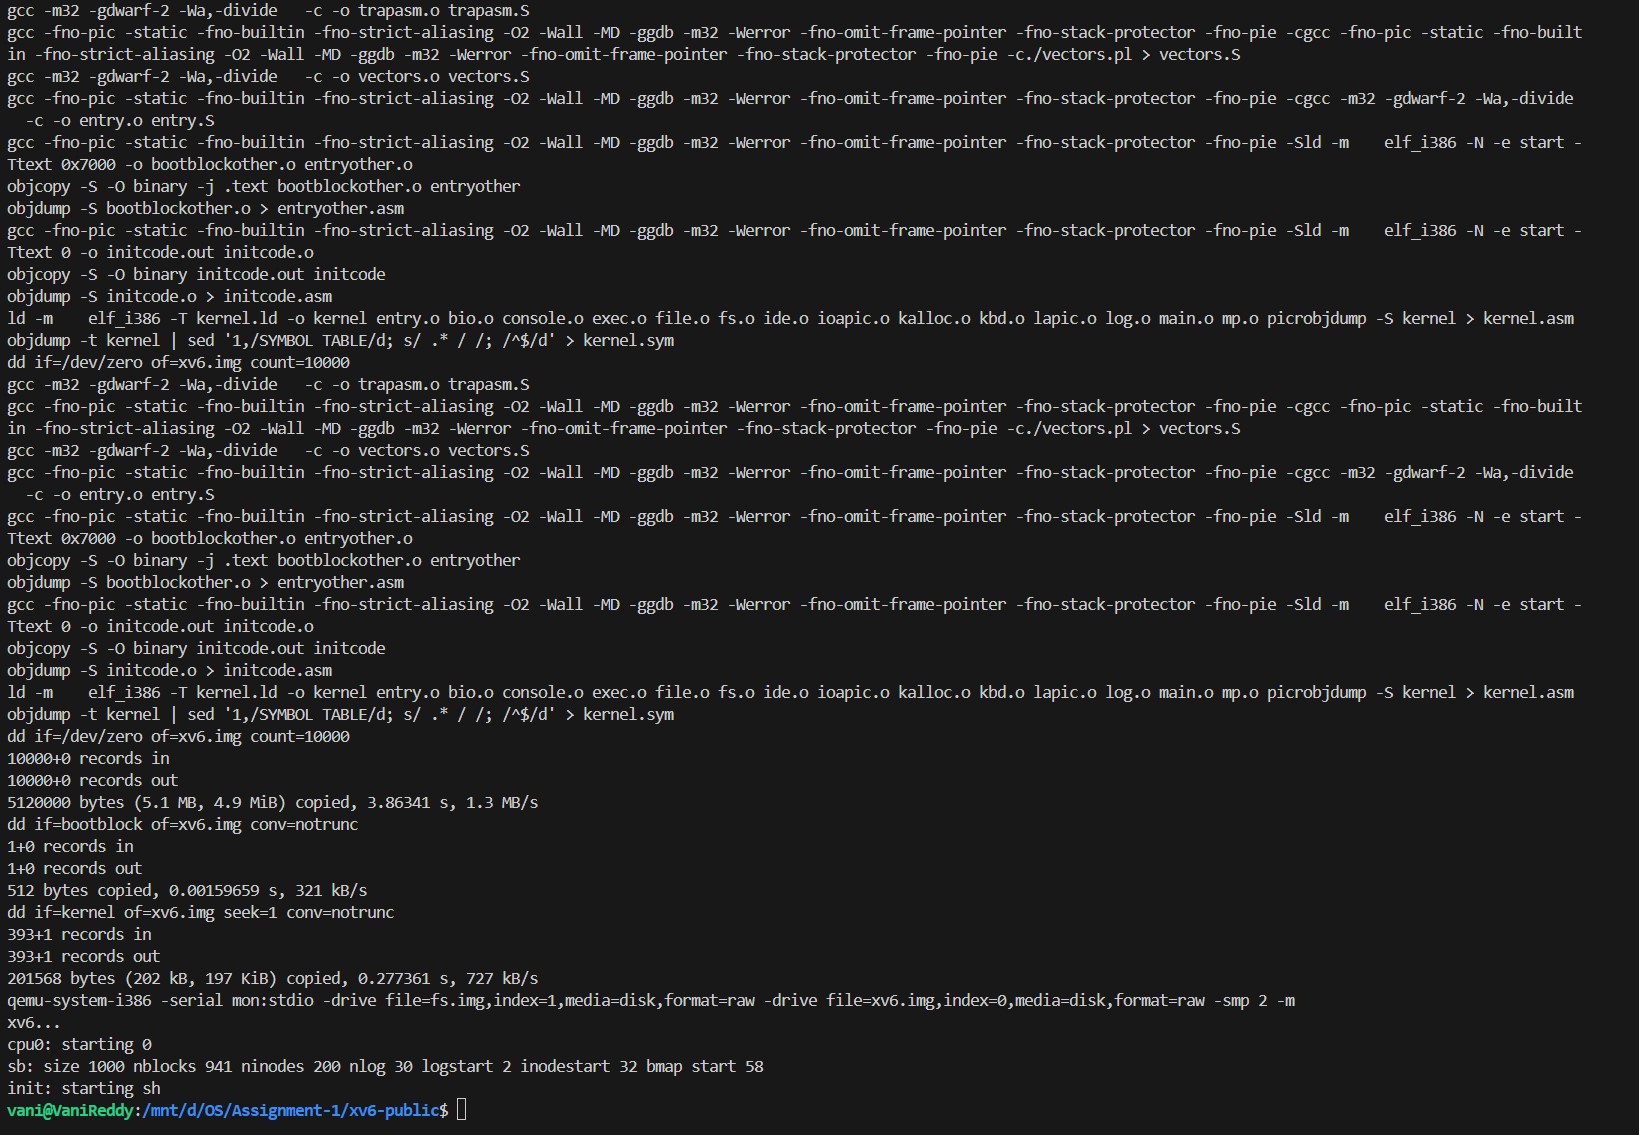 gcc -m32 -gdwarf-2 -Wa,-divide   -c -o trapasm.o trapasm.S
gcc -fno-pic -static -fno-builtin -fno-strict-aliasing -O2 -Wall -MD -ggdb -m32 -Werror -fno-omit-frame-pointer -fno-stack-protector -fno-pie -cgcc -fno-pic -static -fno-built
in -fno-strict-aliasing -O2 -Wall -MD -ggdb -m32 -Werror -fno-omit-frame-pointer -fno-stack-protector -fno-pie -c./vectors.pl > vectors.S
gcc -m32 -gdwarf-2 -Wa,-divide   -c -o vectors.o vectors.S
gcc -fno-pic -static -fno-builtin -fno-strict-aliasing -O2 -Wall -MD -ggdb -m32 -Werror -fno-omit-frame-pointer -fno-stack-protector -fno-pie -cgcc -m32 -gdwarf-2 -Wa,-divide
  -c -o entry.o entry.S
gcc -fno-pic -static -fno-builtin -fno-strict-aliasing -O2 -Wall -MD -ggdb -m32 -Werror -fno-omit-frame-pointer -fno-stack-protector -fno-pie -Sld -m    elf_i386 -N -e start -
Ttext 0x7000 -o bootblockother.o entryother.o
objcopy -S -O binary -j .text bootblockother.o entryother
objdump -S bootblockother.o > entryother.asm
gcc -fno-pic -static -fno-builtin -fno-strict-aliasing -O2 -Wall -MD -ggdb -m32 -Werror -fno-omit-frame-pointer -fno-stack-protector -fno-pie -Sld -m    elf_i386 -N -e start -
Ttext 0 -o initcode.out initcode.o
objcopy -S -O binary initcode.out initcode
objdump -S initcode.o > initcode.asm
ld -m    elf_i386 -T kernel.ld -o kernel entry.o bio.o console.o exec.o file.o fs.o ide.o ioapic.o kalloc.o kbd.o lapic.o log.o main.o mp.o picrobjdump -S kernel > kernel.asm
objdump -t kernel | sed '1,/SYMBOL TABLE/d; s/ .* / /; /^$/d' > kernel.sym
dd if=/dev/zero of=xv6.img count=10000
gcc -m32 -gdwarf-2 -Wa,-divide   -c -o trapasm.o trapasm.S
gcc -fno-pic -static -fno-builtin -fno-strict-aliasing -O2 -Wall -MD -ggdb -m32 -Werror -fno-omit-frame-pointer -fno-stack-protector -fno-pie -cgcc -fno-pic -static -fno-built
in -fno-strict-aliasing -O2 -Wall -MD -ggdb -m32 -Werror -fno-omit-frame-pointer -fno-stack-protector -fno-pie -c./vectors.pl > vectors.S
gcc -m32 -gdwarf-2 -Wa,-divide   -c -o vectors.o vectors.S
gcc -fno-pic -static -fno-builtin -fno-strict-aliasing -O2 -Wall -MD -ggdb -m32 -Werror -fno-omit-frame-pointer -fno-stack-protector -fno-pie -cgcc -m32 -gdwarf-2 -Wa,-divide
  -c -o entry.o entry.S
gcc -fno-pic -static -fno-builtin -fno-strict-aliasing -O2 -Wall -MD -ggdb -m32 -Werror -fno-omit-frame-pointer -fno-stack-protector -fno-pie -Sld -m    elf_i386 -N -e start -
Ttext 0x7000 -o bootblockother.o entryother.o
objcopy -S -O binary -j .text bootblockother.o entryother
objdump -S bootblockother.o > entryother.asm
gcc -fno-pic -static -fno-builtin -fno-strict-aliasing -O2 -Wall -MD -ggdb -m32 -Werror -fno-omit-frame-pointer -fno-stack-protector -fno-pie -Sld -m    elf_i386 -N -e start -
Ttext 0 -o initcode.out initcode.o
objcopy -S -O binary initcode.out initcode
objdump -S initcode.o > initcode.asm
ld -m    elf_i386 -T kernel.ld -o kernel entry.o bio.o console.o exec.o file.o fs.o ide.o ioapic.o kalloc.o kbd.o lapic.o log.o main.o mp.o picrobjdump -S kernel > kernel.asm
objdump -t kernel | sed '1,/SYMBOL TABLE/d; s/ .* / /; /^$/d' > kernel.sym
dd if=/dev/zero of=xv6.img count=10000
10000+0 records in
10000+0 records out
5120000 bytes (5.1 MB, 4.9 MiB) copied, 3.86341 s, 1.3 MB/s
dd if=bootblock of=xv6.img conv=notrunc
1+0 records in
1+0 records out
512 bytes copied, 0.00159659 s, 321 kB/s
dd if=kernel of=xv6.img seek=1 conv=notrunc
393+1 records in
393+1 records out
201568 bytes (202 kB, 197 KiB) copied, 0.277361 s, 727 kB/s
qemu-system-i386 -serial mon:stdio -drive file=fs.img,index=1,media=disk,format=raw -drive file=xv6.img,index=0,media=disk,format=raw -smp 2 -m
xv6...
cpu0: starting 0
sb: size 1000 nblocks 941 ninodes 200 nlog 30 logstart 2 inodestart 32 bmap start 58
init: starting sh
vani@VaniReddy:/mnt/d/OS/Assignment-1/xv6-public$